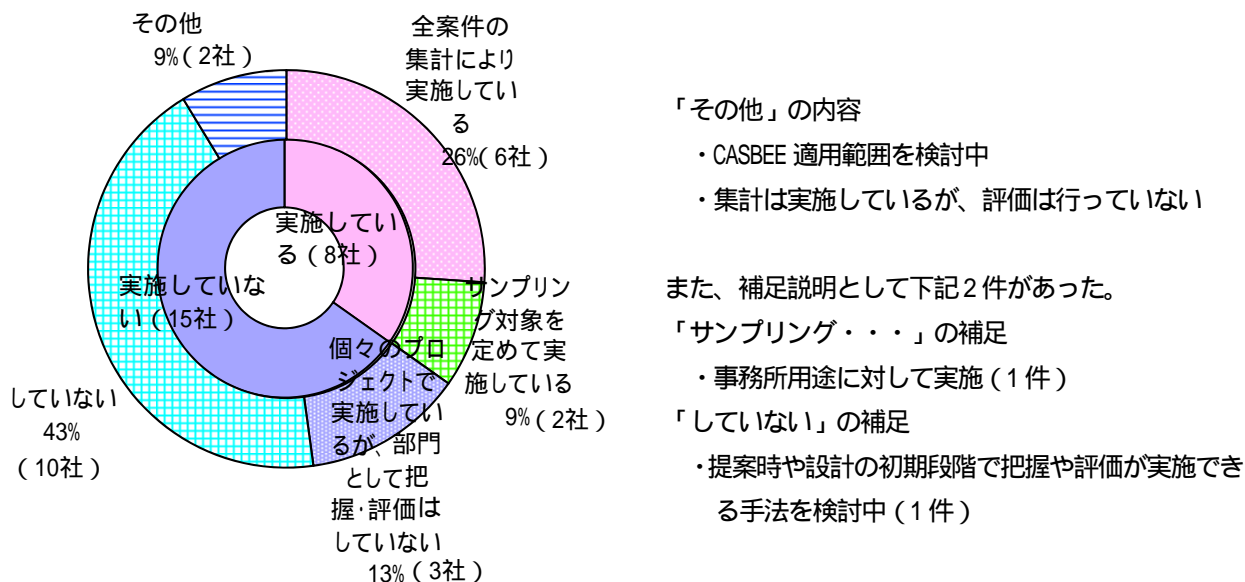 その他
9%(2社)
全案件の
集計により
実施してい
る
26%(6社)
実施してい
る(8社)
実施していな
い(15社)
サンプリン
グ対象を
定めて実
施している
9%(2社)
個々のプロ
ジェクトで
実施してい
るが、部門
として把
握・評価は
していない
13%(3社)
していない
43%
(10社)
「その他」の内容
・CASBEE 適用範囲を検討中
・集計は実施しているが、評価は行っていない
また、補足説明として下記2件があった。
「サンプリング・・・」の補足
・事務所用途に対して実施(1件)
「していない」の補足
・提案時や設計の初期段階で把握や評価が実施でき
る手法を検討中(1件)